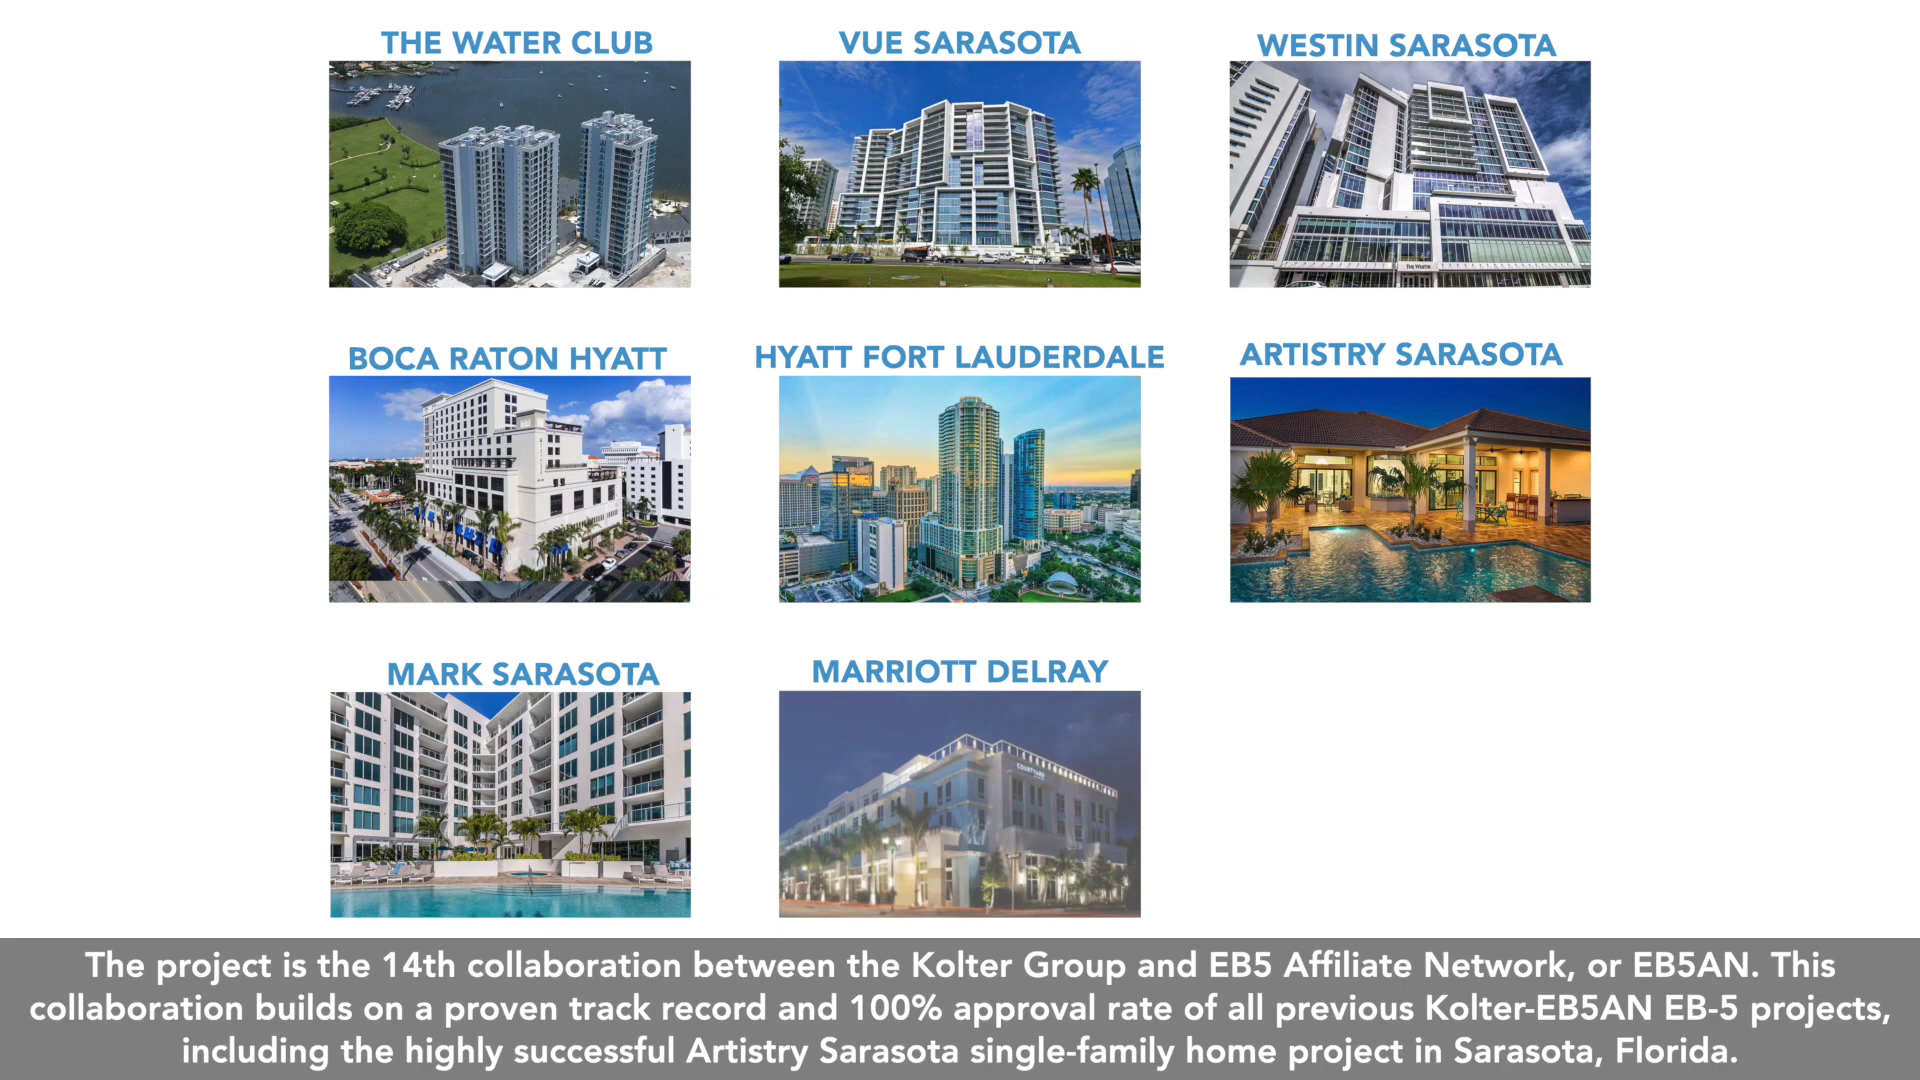 THE WATER CLUB
VUE SARASOTA
WESTIN SARASOTA
THE WESTIN
BOCA RATON HYATT
HYATT FORT LAUDERDALE
ARTISTRY SARASOTA
MARK SARASOTA
MARRIOTT DELRAY
COURTYARD
The project is the 14th collaboration between the Kolter Group and EB5 Affiliate Network, or EB5AN. This
collaboration builds on a proven track record and 100% approval rate of all previous Kolter-EB5AN EB-5 projects,
including the highly successful Artistry Sarasota single-family home project in Sarasota, Florida.